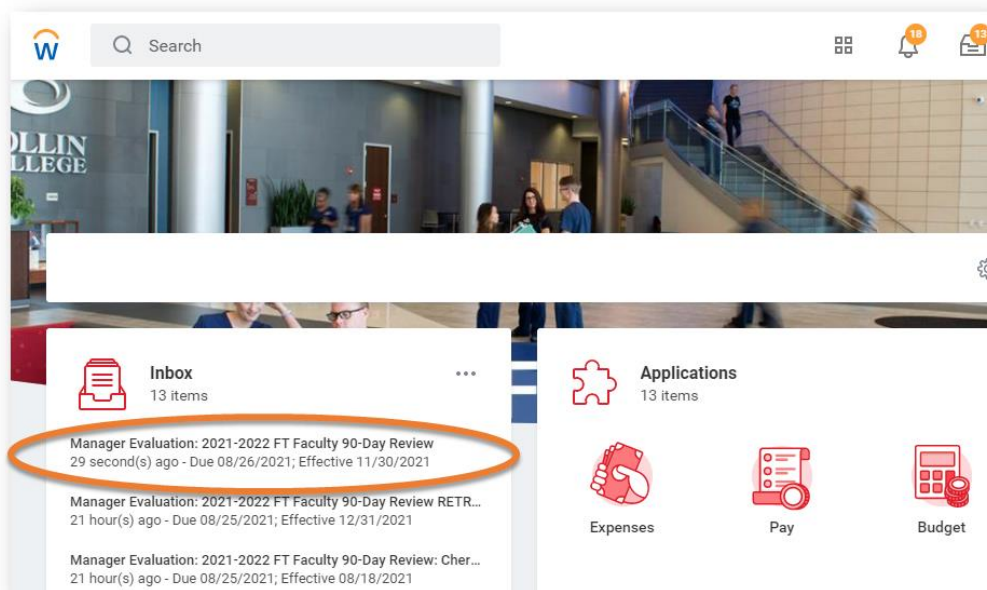 W
Search
18
13
OLLIN
LLEGE
Inbox
13 items
Applications
13 items
Manager Evaluation: 2021-2022 FT Faculty 90-Day Review
29 second(s) ago - Due 08/26/2021; Effective 11/30/2021
Manager Evaluation: 2021-2022 FT Faculty 90-Day Review RETR...
21 hour(s) ago - Due 08/25/2021; Effective 12/31/2021
Manager Evaluation: 2021-2022 FT Faculty 90-Day Review: Cher...
21 hour(s) ago - Due 08/25/2021; Effective 08/18/2021
Expenses
Pay
Budget